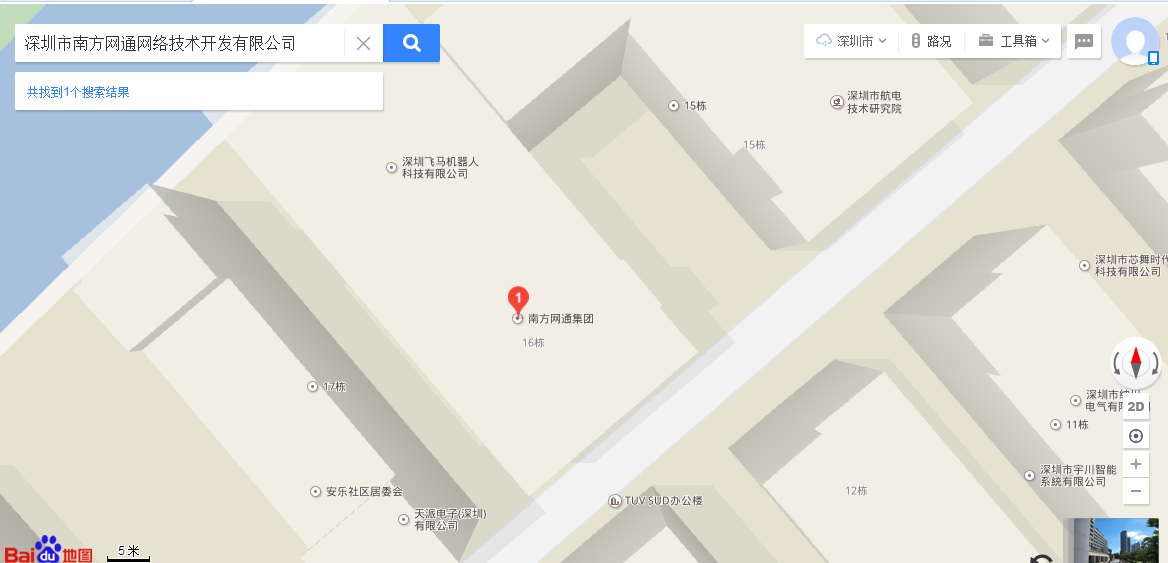 深圳市南方网通网络技术开发有限公司
深圳市
路况
工具箱
共找到1个搜索结果
15栋
深圳市航电
技术研究院
15栋
深圳飞马机器人
科技有限公司
深圳市芯舞时代
科技有限公司
1
南方网通集团
16栋
17栋
深圳市
电气有限
2D
11栋
深圳市宇川智能
系統有限公司
12栋
安乐社区居委会
天派电子(深圳)
有限公司
TUV SUD办公楼
Bai du 地图
5 米